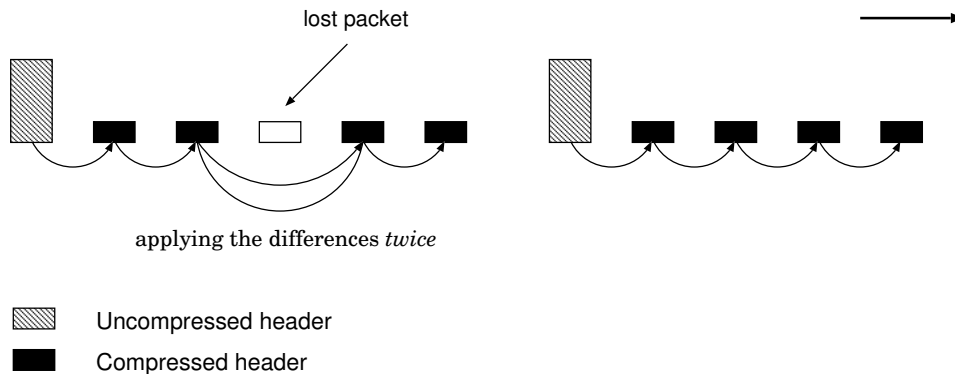 lost packet
applying the differences twice
Uncompressed header
Compressed header